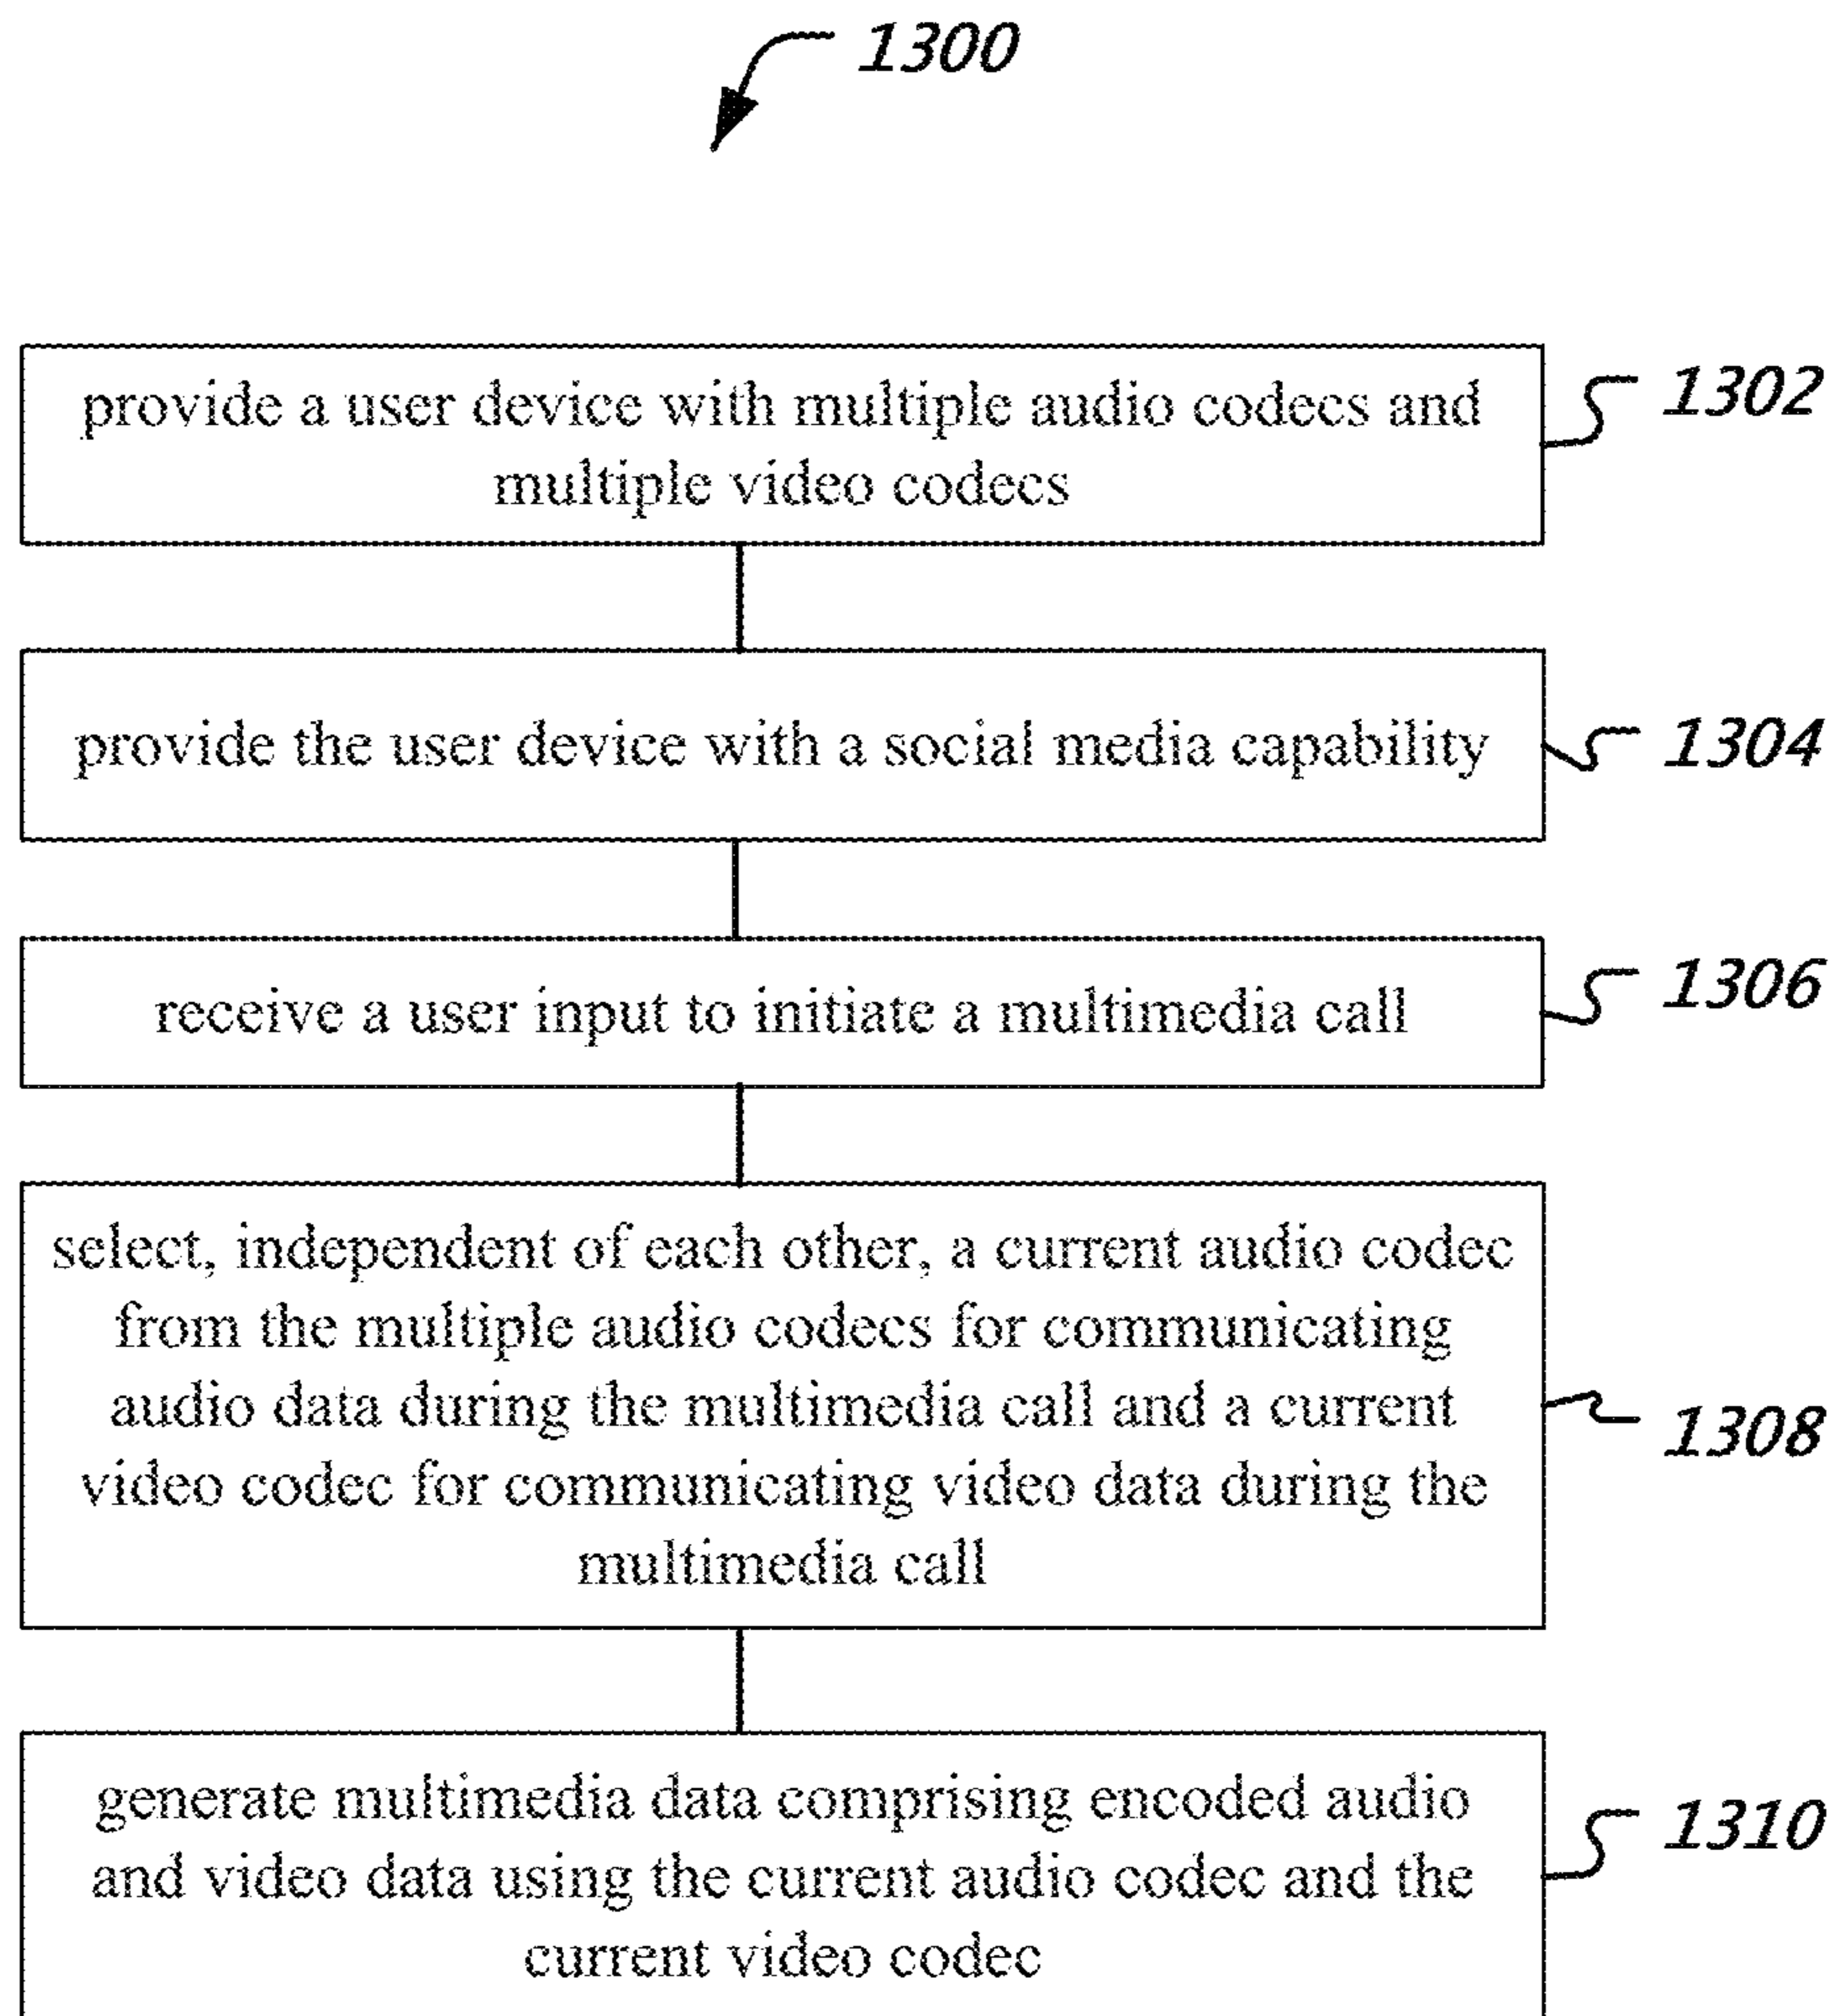 1300
provide a user device with multiple audio codecs and
multiple video codecs
1302
provide the user device with a social media capability
1304
receive a user input to initiate a multimedia call
1306
select, independent of each other, a current audio codec
from the multiple audio codecs for communicating
audio data during the multimedia call and a current
video codec for communicating video data during the
multimedia call
1308
generate multimedia data comprising encoded audio
and video data using the current audio codec and the
current video codec
1310